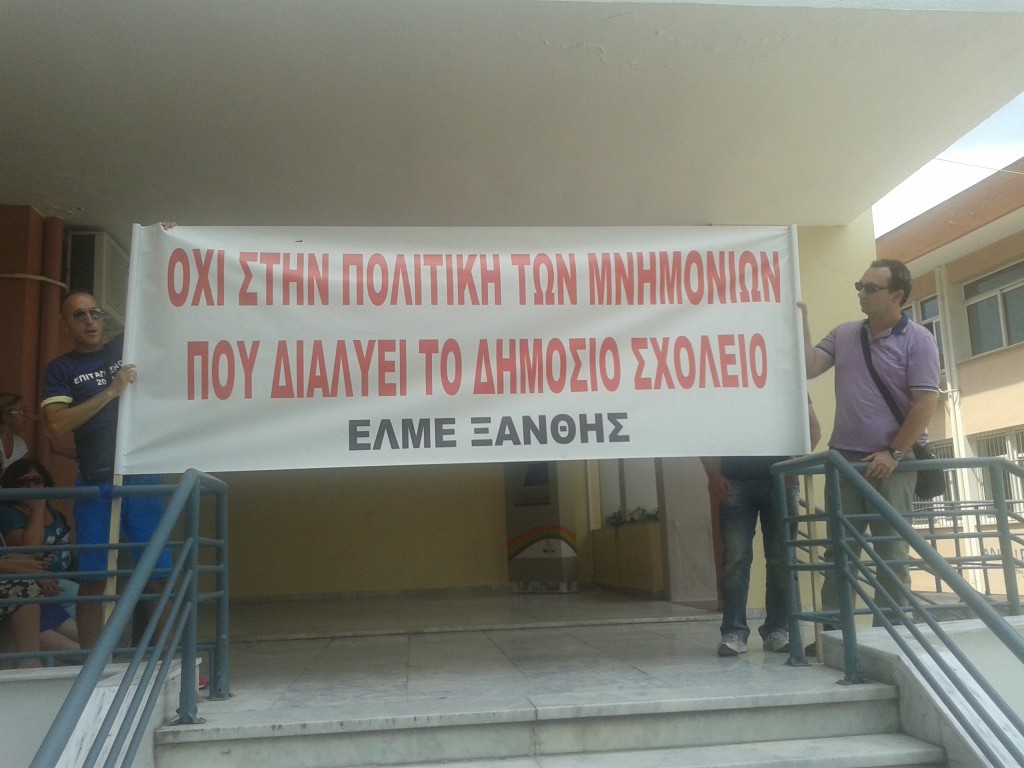 ΟΧΙ ΣΤΗΝ ΠΟΛΙΤΙΚΗ ΤΩΝ ΜΝΗΜΟΝΙΩΝ
ΠΟΥ ΔΙΑΛΥΕΙ ΤΟ ΔΗΜΟΣΙΟ ΣΧΟΛΕΙΟ
ΕΛΜΕ ΞΑΝΘΗΣ